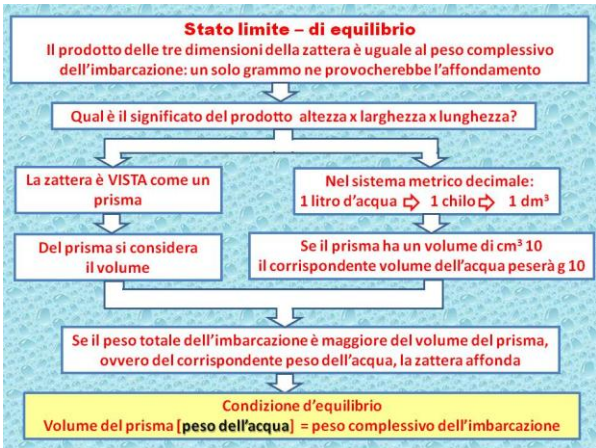 Stato limite – di equilibrio
Il prodotto delle tre dimensioni della zattera è uguale al peso complessivo
dell'imbarcazione: un solo grammo ne provocherebbe l'affondamento
Qual è il significato del prodotto altezza x larghezza x lunghezza?
La zattera è VISTA come un
prisma
Nel sistema metrico decimale:
1 litro d'acqua ⇨ 1 chilo ⇨ 1 dm³
Del prisma si considera
il volume
Se il prisma ha un volume di cm³ 10
il corrispondente volume dell'acqua peserà g 10
Se il peso totale dell'imbarcazione è maggiore del volume del prisma,
ovvero del corrispondente peso dell'acqua, la zattera affonda
Condizione d'equilibrio
Volume del prisma [peso dell'acqua] = peso complessivo dell'imbarcazione